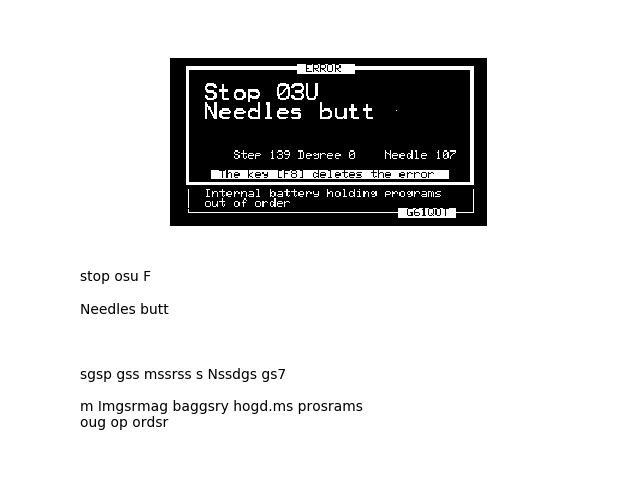 ERROR
Stop 03U
Needles butt
Step 139 Degree 0 Needle 107
The key [F8] deletes the error
Internal battery holding programs
out of order
G61QUT
stop osu F
Needles butt
sgsp gss mssrss s Nssdgs gs7
m Imgsrmag baggsry hogd.ms prosrams
oug op ordsr